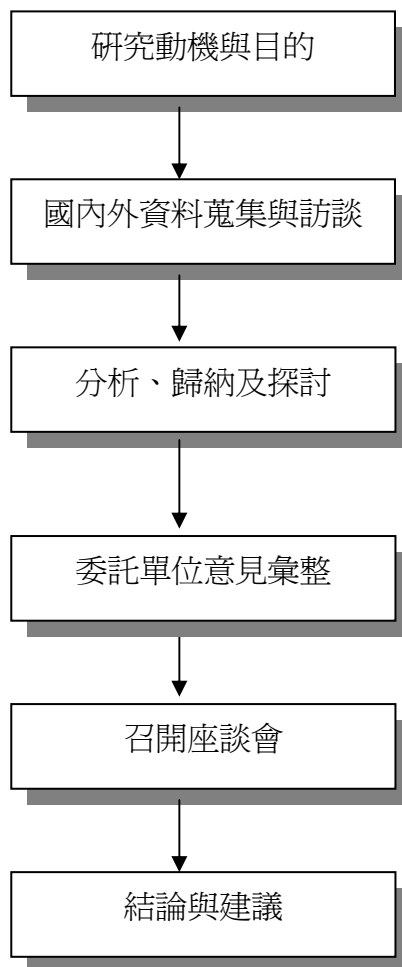 研究動機與目的
國內外資料蒐集與訪談
分析、歸納及探討
委託單位意見彙整
召開座談會
結論與建議